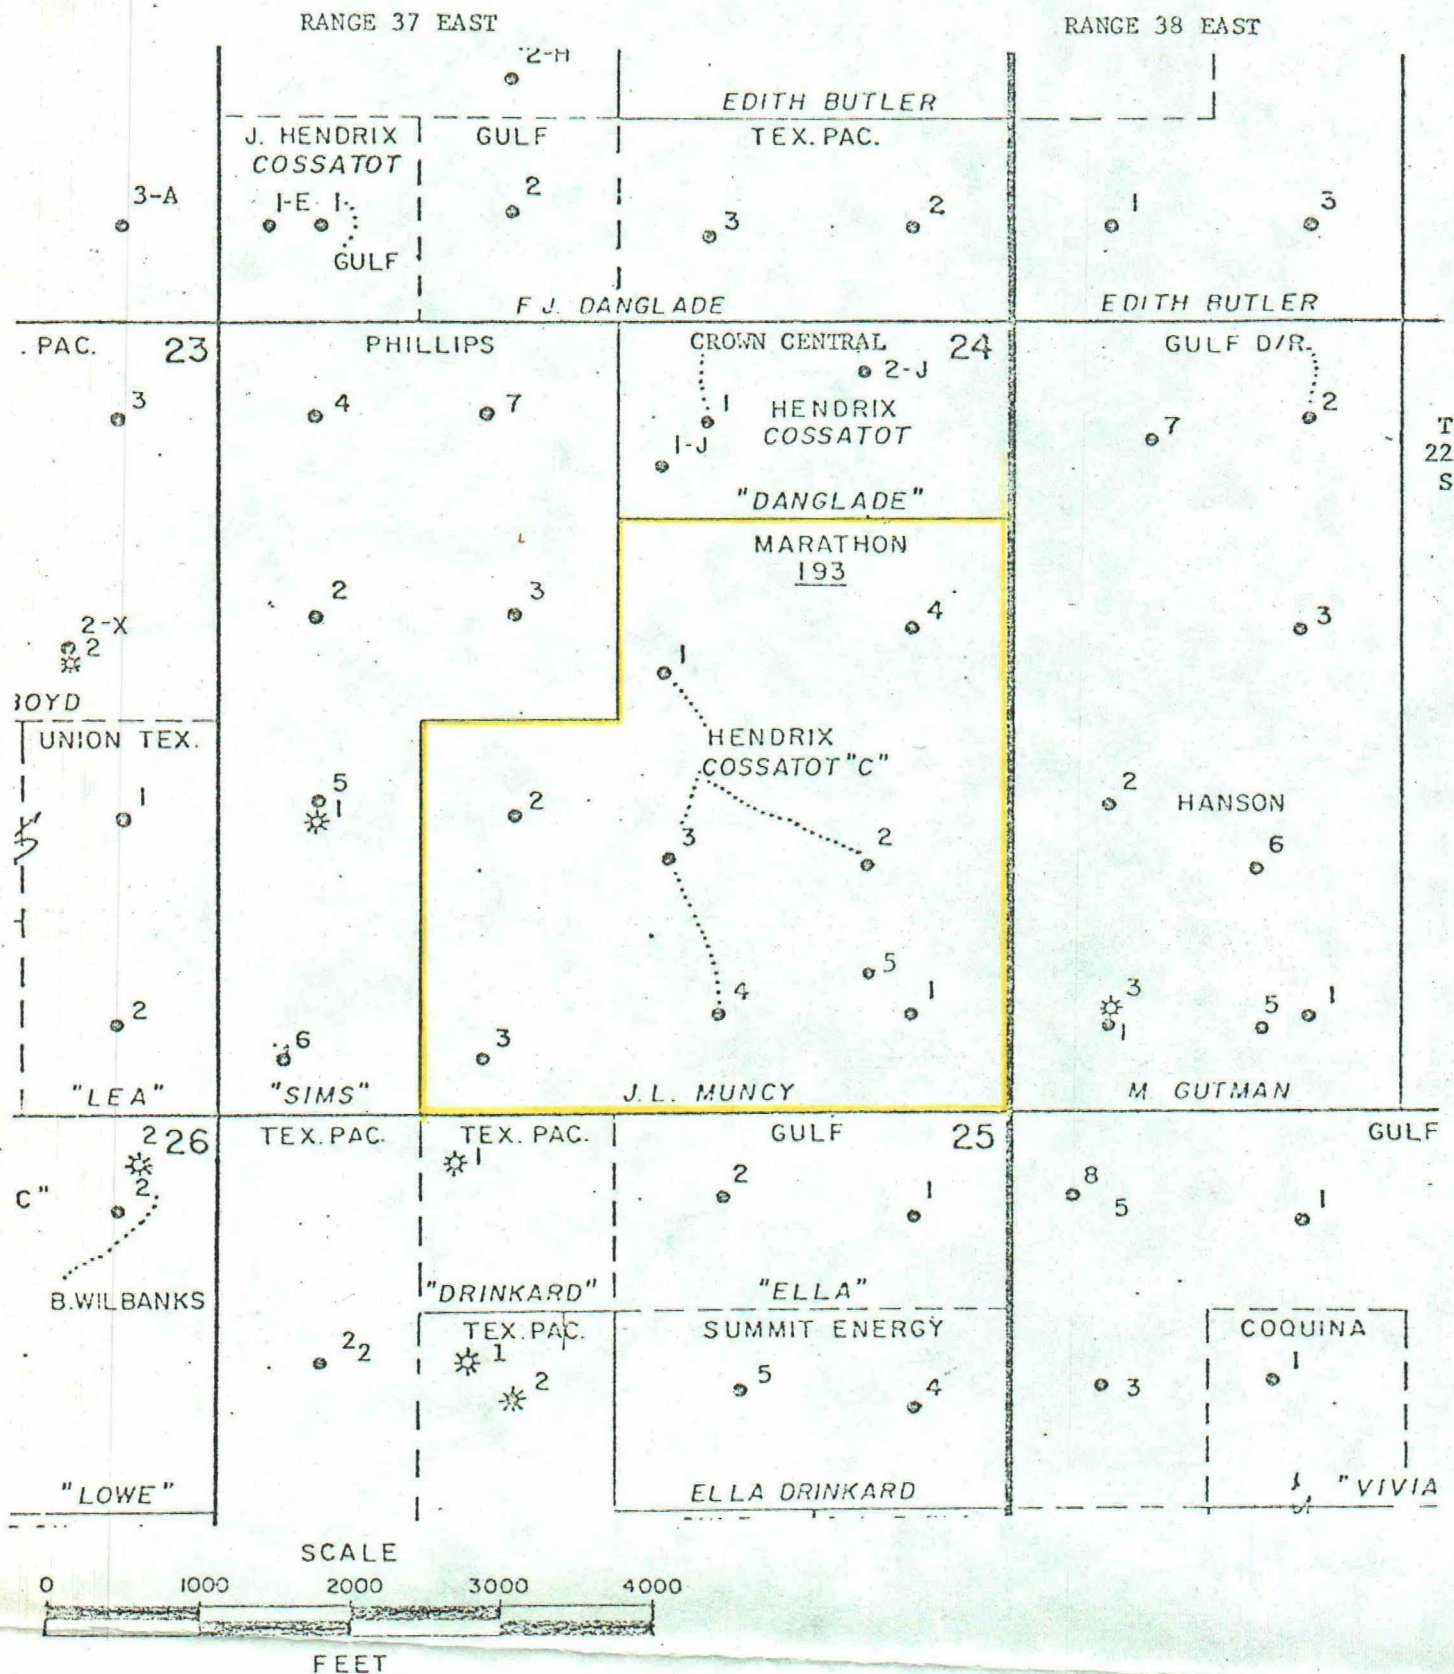 RANGE 37 EAST
RANGE 38 EAST
2-H
EDITH BUTLER
J. HENDRIX
COSSATOT
GULF
TEX. PAC.
3-A
1-E 1
2
3
2
1
3
GULF
F J. DANGLADE
EDITH BUTLER
. PAC. 23
PHILLIPS
CROWN CENTRAL
24
GULF D/R
2-J
3
4
7
1
HENDRIX
COSSATOT
1-J
7
2
T
22
S
"DANGLADE"
MARATHON
193
2
3
4
3
2-X
2
1
BOYD
UNION TEX.
HENDRIX
COSSATOT "C"
1
5
1
2
3
2
2
HANSON
6
5
4
1
3
1
5
1
2
6
3
"LEA"
"SIMS"
J.L. MUNCY
M. GUTMAN
2 26
TEX. PAC.
TEX. PAC.
GULF
25
GULF
1
C"
2
2
1
8
5
1
B. WILBANKS
"DRINKARD"
"ELLA"
TEX. PAC.
SUMMIT ENERGY
COQUINA
22
1
2
5
4
3
1
"LOWE"
ELLA DRINKARD
"VIVIA
SCALE
0 1000 2000 3000 4000
FEET